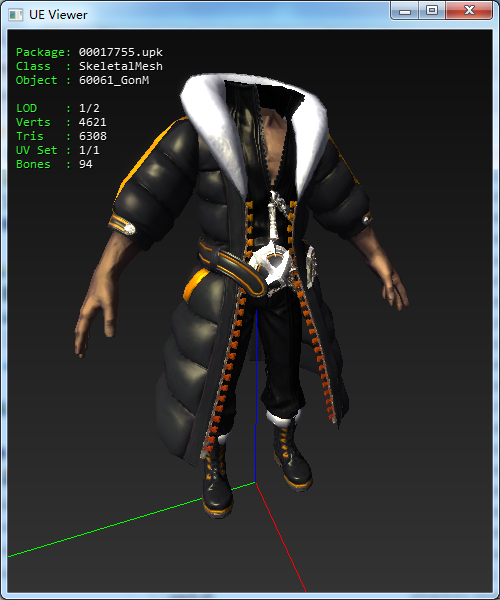 UE Viewer
Package: 00017755.upk
Class : SkeletalMesh
Object : 60061_GonM
LOD : 1/2
Verts : 4621
Tris : 6308
UV Set : 1/1
Bones : 94